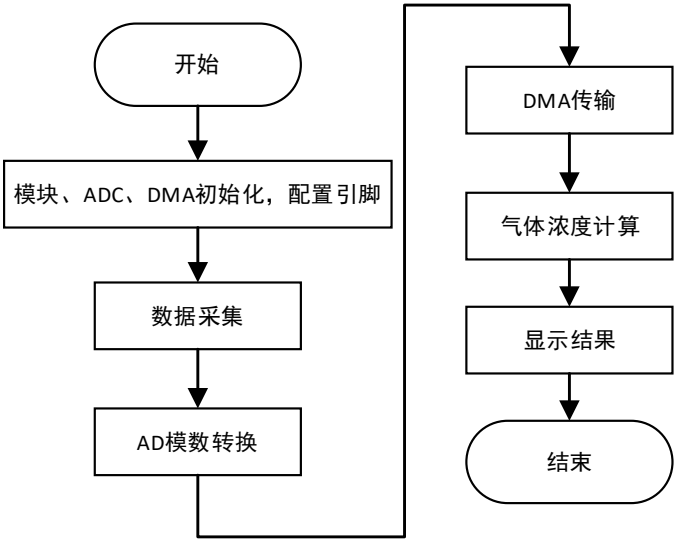 开始
模块、ADC、DMA初始化，配置引脚
数据采集
AD模数转换
DMA传输
气体浓度计算
显示结果
结束